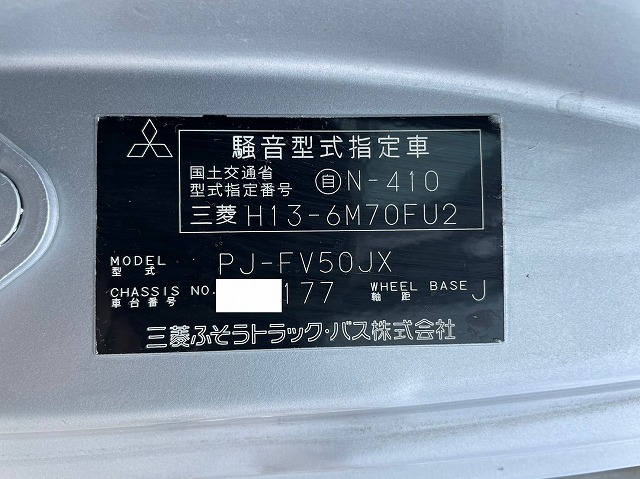 騒音型式指定車
国土交通省
型式指定番号 自N-410
三菱 H13-6M70FU2
MODEL
型式 PJ-FV50JX
CHASSIS NO.
車台番号 177 WHEEL BASE
軸距 J
三菱ふそうトラック・バス株式会社